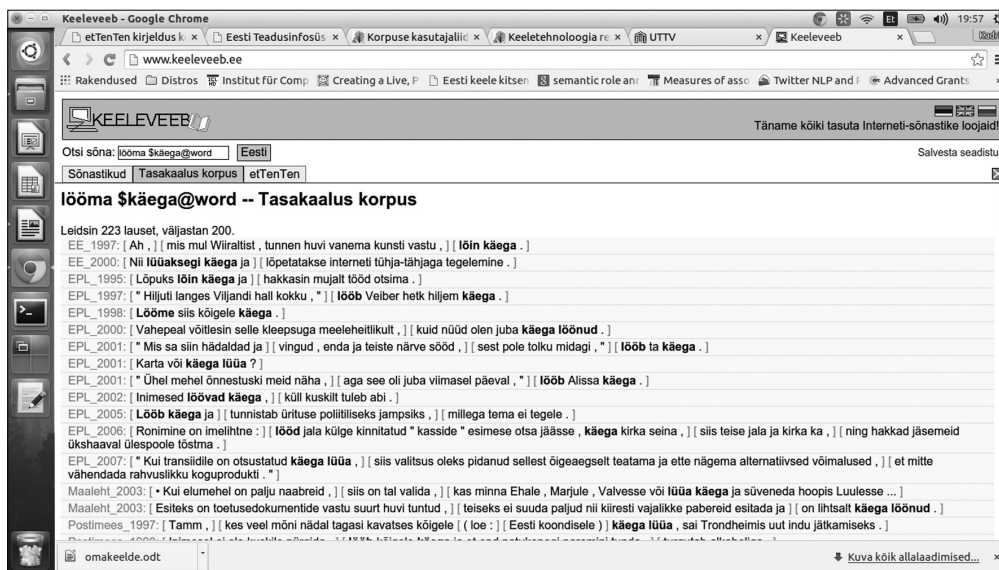 Keeleveeb - Google Chrome
Et
19:57
etTenTen kirjeldus k
Eesti Teadusinfosüs
Korpuse kasutajaliid
Keeletehnoloogia re
UTTV
Keeleveeb
www.keeleveeb.ee
Rakendused Distros Institut für Comp Creating a Live, P Eesti keele kitsen semantic role anr Measures of asso Twitter NLP and F Advanced Grants
KEELEVEEB
Täname kõiki tasuta Interneti-sõnastike loojaid!
Otsi sõna: lööma $käega@word Eesti
Salvesta seadistu
Sõnastikud Tasakaalus korpus etTenTen
lööma $käega@word -- Tasakaalus korpus
Leidsin 223 lauset, väljastan 200.
EE_1997: [ Ah , ] [ mis mul Wiiraltist , tunnen huvi vanema kunsti vastu , ] [ lõin käega . ]
EE_2000: [ Nii lüüaksegi käega ja ] [ lõpetatakse interneti tühja-tähjaga tegelemine . ]
EPL_1995: [ Lõpuks lõin käega ja ] [ hakkasin mujalt tööd otsima . ]
EPL_1997: [ " Hiljuti langes Viljandi hall kokku , " ] [ lööb Veiber hetk hiljem käega . ]
EPL_1998: [ Lööme siis kõigele käega . ]
EPL_2000: [ Vahepeal võitlesin selle kleepsuga meeleheitlikult , ] [ kuid nüüd olen juba käega löönud . ]
EPL_2001: [ " Mis sa siin hädaldad ja ] [ vingud , enda ja teiste närve sööd , ] [ sest pole tolku midagi , " ] [ lööb ta käega . ]
EPL_2001: [ Karta või käega lüüa ? ]
EPL_2001: [ " Ühel mehel õnnestuski meid näha , ] [ aga see oli juba viimasel päeval , " ] [ lööb Alissa käega . ]
EPL_2002: [ Inimesed löövad käega , ] [ küll kuskilt tuleb abi . ]
EPL_2005: [ Lööb käega ja ] [ tunnistab ürituse poliitiliseks jampsiks , ] [ millega tema ei tegele . ]
EPL_2006: [ Ronimine on imelihtne : ] [ lööd jala külge kinnitatud " kasside " esimese otsa jäässe , käega kirka seina , ] [ siis teise jala ja kirka ka , ] [ ning hakkad jäsemeid
ükshaaval ülespoole tõstma . ]
EPL_2007: [ " Kui transiidile on otsustatud käega lüüa , ] [ siis valitsus oleks pidanud sellest õigeaegselt teatama ja ette nägema alternatiivsed võimalused , ] [ et mitte
vähendada rahvuslikku koguprodukti . " ]
Maaleht_2003: [ • Kui elumehel on palju naabreid , ] [ siis on tal valida , ] [ kas minna Ehale , Marjule , Valvesse või lüüa käega ja süveneda hoopis Luulesse ... ]
Maaleht_2003: [ Esiteks on toetusedokumentide vastu suurt huvi tuntud , ] [ teiseks ei suuda paljud nii kiiresti vajalikke pabereid esitada ja ] [ on lihtsalt käega löönud . ]
Postimees_1997: [ Tamm , ] [ kes veel mõni nädal tagasi kavatses kõigele [ ( loe : ] [ Eesti koondisele ) ] käega lüüa , sai Trondheimis uut indu jätkamiseks . ]
omakeelde.odt
Kuva kõik allalaadimised...